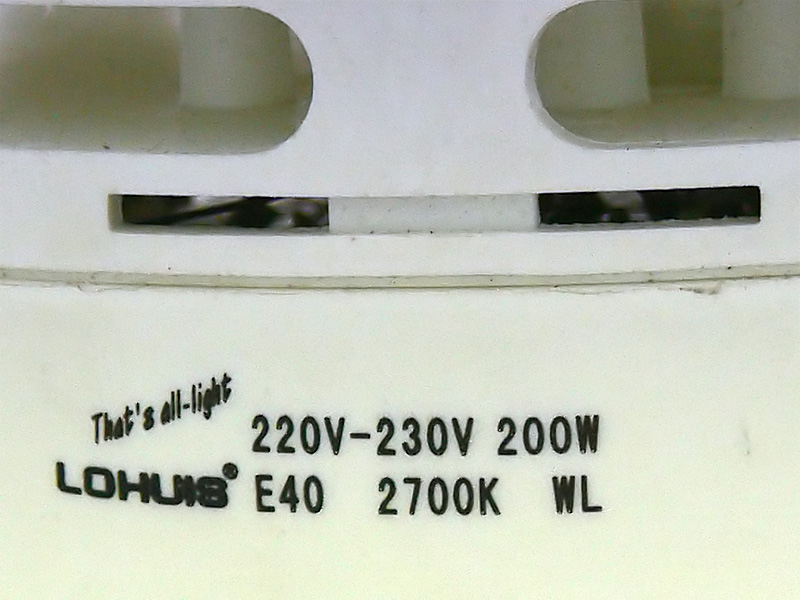 That's all-light
220V-230V 200W
LOHUIS® E40 2700K WL